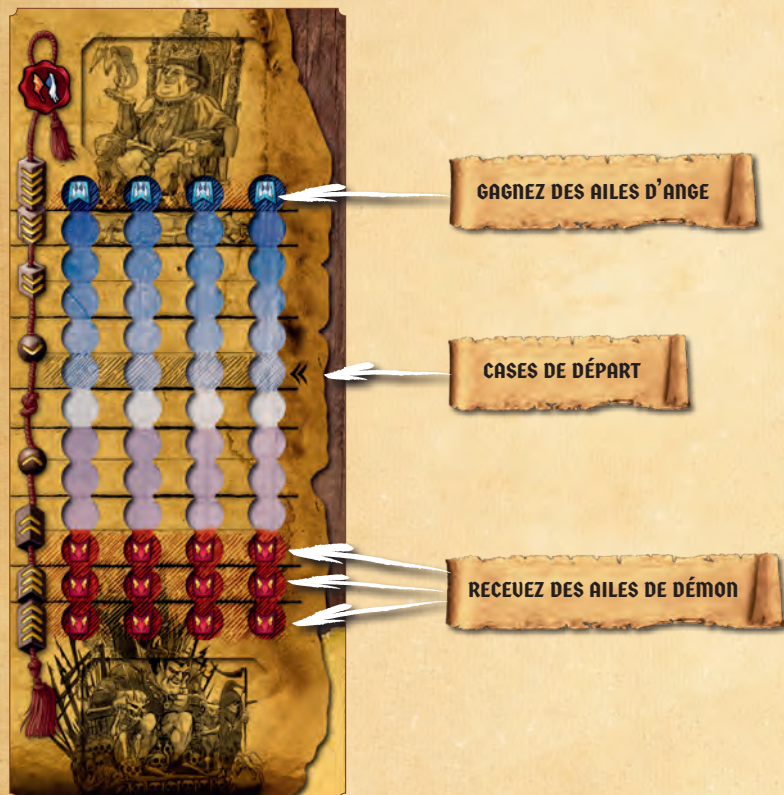 GAGNEZ DES AILES D'ANGE
CASES DE DÉPART
RECEVEZ DES AILES DE DÉMON